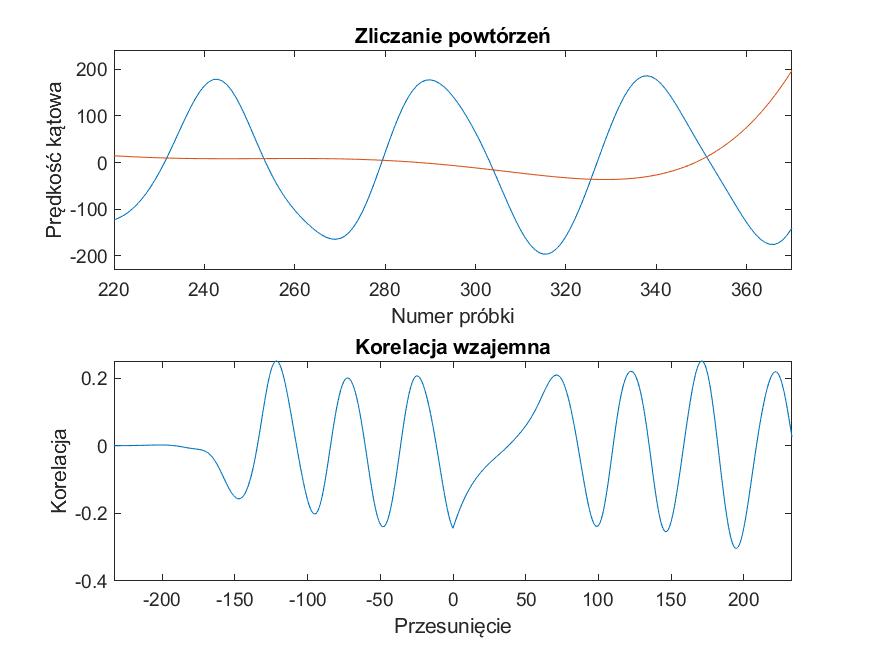 Zliczanie powtórzeń
200
100
0
-100
-200
Prędkość kątowa
220 240 260 280 300 320 340 360
Numer próbki
Korelacja wzajemna
0.2
0
-0.2
-0.4
Korelacja
-200 -150 -100 -50 0 50 100 150 200
Przesunięcie